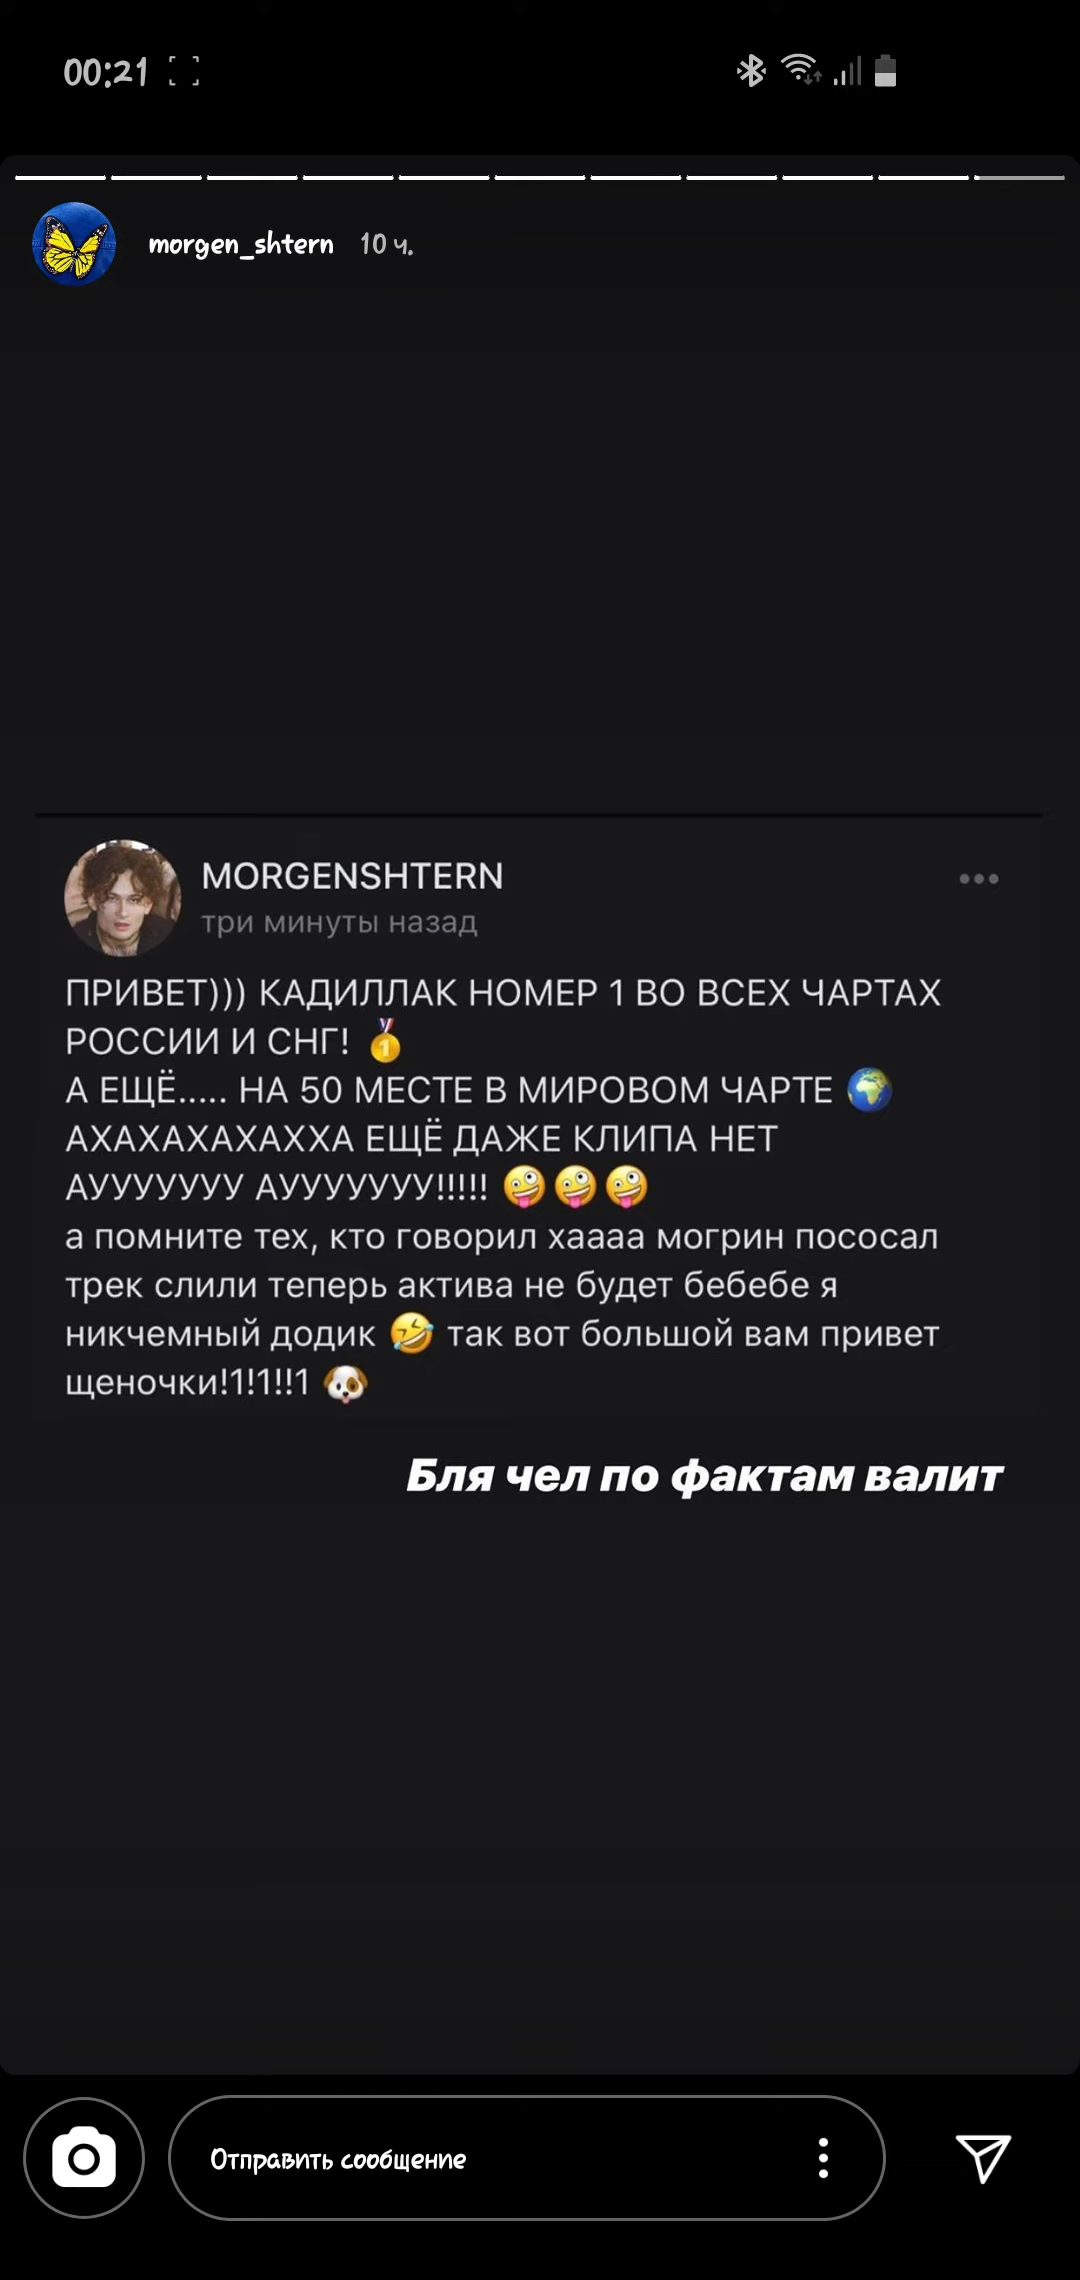 00:21
morgen_shtern 10 ч.
MORGENSHTERN
три минуты назад
ПРИВЕТ))) КАДИЛЛАК НОМЕР 1 ВО ВСЕХ ЧАРТАХ
РОССИИ И СНГ! 🥇
А ЕЩЁ..... НА 50 МЕСТЕ В МИРОВОМ ЧАРТЕ 🌍
АХАХАХАХАХХА ЕЩЁ ДАЖЕ КЛИПА НЕТ
АУУУУУУУ АУУУУУУУ!!!!! 🤪🤪🤪
а помните тех, кто говорил хаааа могрин пососал
трек слили теперь актива не будет бебебе я
никчемный додик 🤣 так вот большой вам привет
щеночки!1!1!!1 🐶
Бля чел по фактам валит
Отправить сообщение